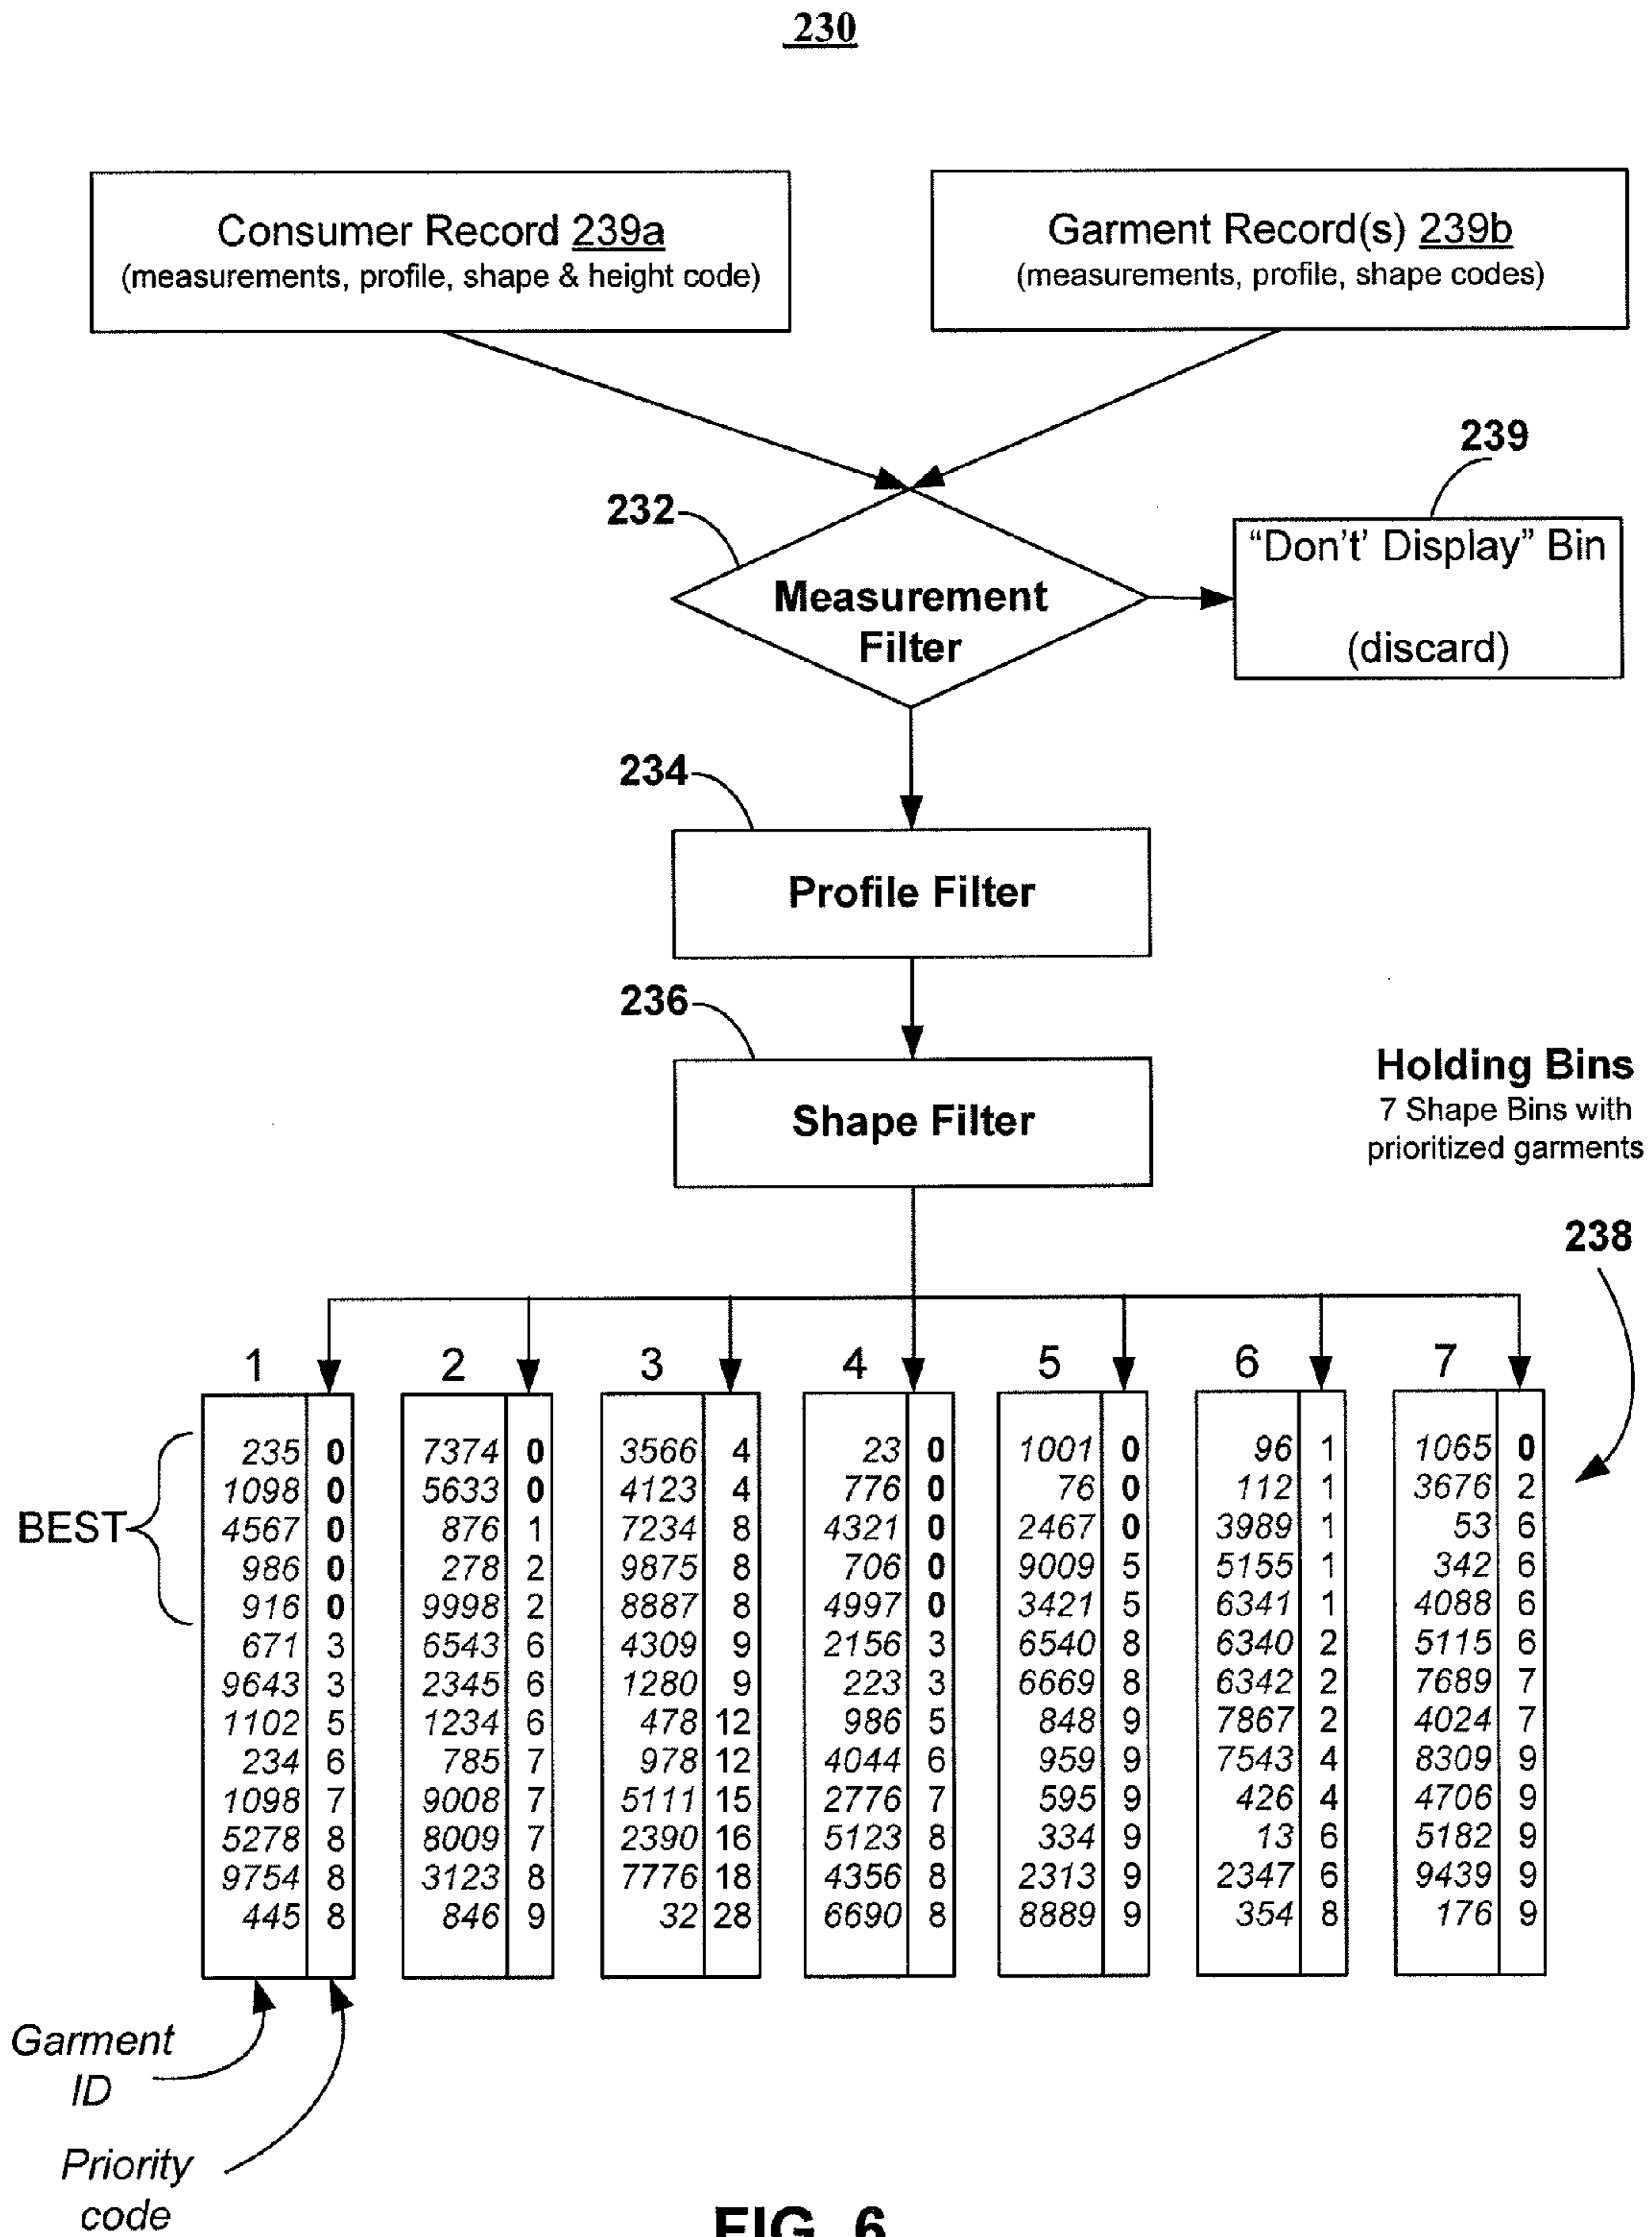 230
Consumer Record 239a
(measurements, profile, shape & height code)
Garment Record(s) 239b
(measurements, profile, shape codes)
239
232
Measurement
Filter
“Don't' Display” Bin
(discard)
234
Profile Filter
236
Shape Filter
Holding Bins
7 Shape Bins with
prioritized garments
238
1 2 3 4 5 6 7
BEST
235 0 7374 0 3566 4 23 0 1001 0 96 1 1065 0
1098 0 5633 0 4123 4 776 0 76 0 112 1 3676 2
4567 0 876 1 7234 8 4321 0 2467 0 3989 1 53 6
986 0 278 2 9875 8 706 0 9009 5 5155 1 342 6
916 0 9998 2 8887 8 4997 0 3421 5 6341 1 4088 6
671 3 6543 6 4309 9 2156 3 6540 8 6340 2 5115 6
9643 3 2345 6 1280 9 223 3 6669 8 6342 2 7689 7
1102 5 1234 6 478 12 986 5 848 9 7867 2 4024 7
234 6 785 7 978 12 4044 6 959 9 7543 4 8309 9
1098 7 9008 7 5111 15 2776 7 595 9 426 4 4706 9
5278 8 8009 7 2390 16 5123 8 334 9 13 6 5182 9
9754 8 3123 8 7776 18 4356 8 2313 9 2347 6 9439 9
445 8 846 9 32 28 6690 8 8889 9 354 8 176 9
Garment
ID
Priority
code
FIG. 6